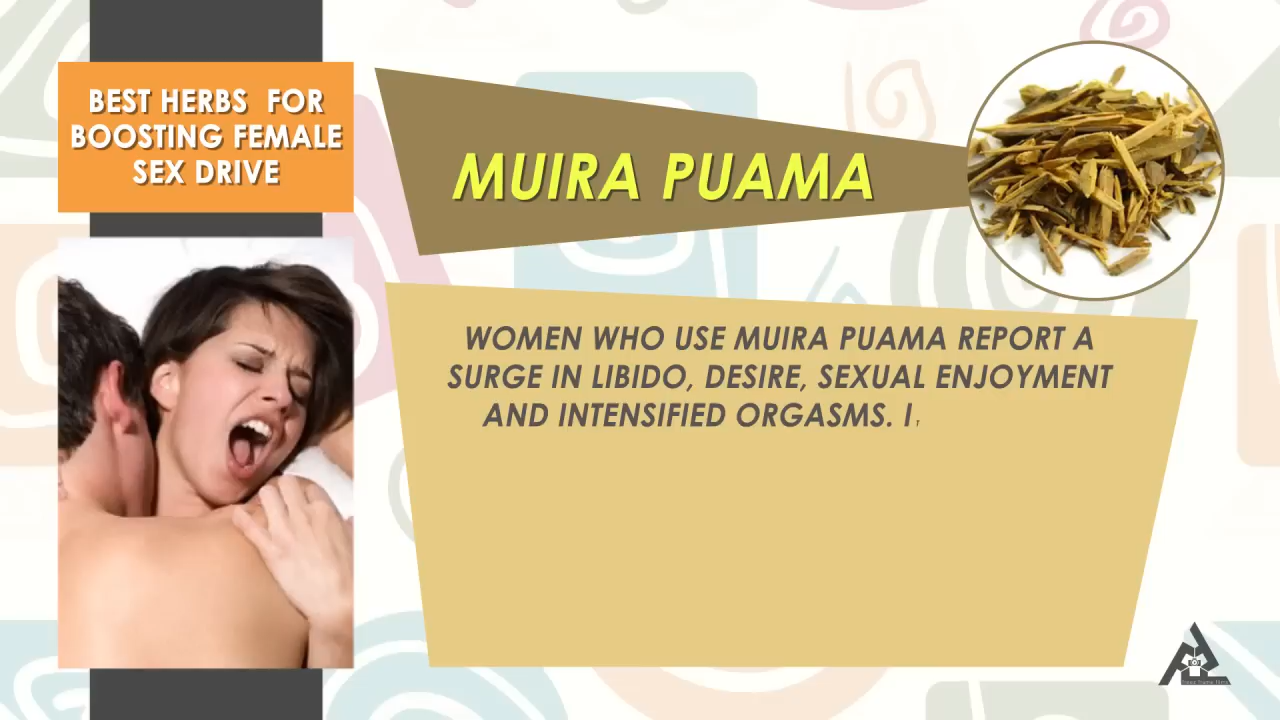 BEST HERBS FOR
BOOSTING FEMALE
SEX DRIVE
MUIRA PUAMA
WOMEN WHO USE MUIRA PUAMA REPORT A
SURGE IN LIBIDO, DESIRE, SEXUAL ENJOYMENT
AND INTENSIFIED ORGASMS. IT